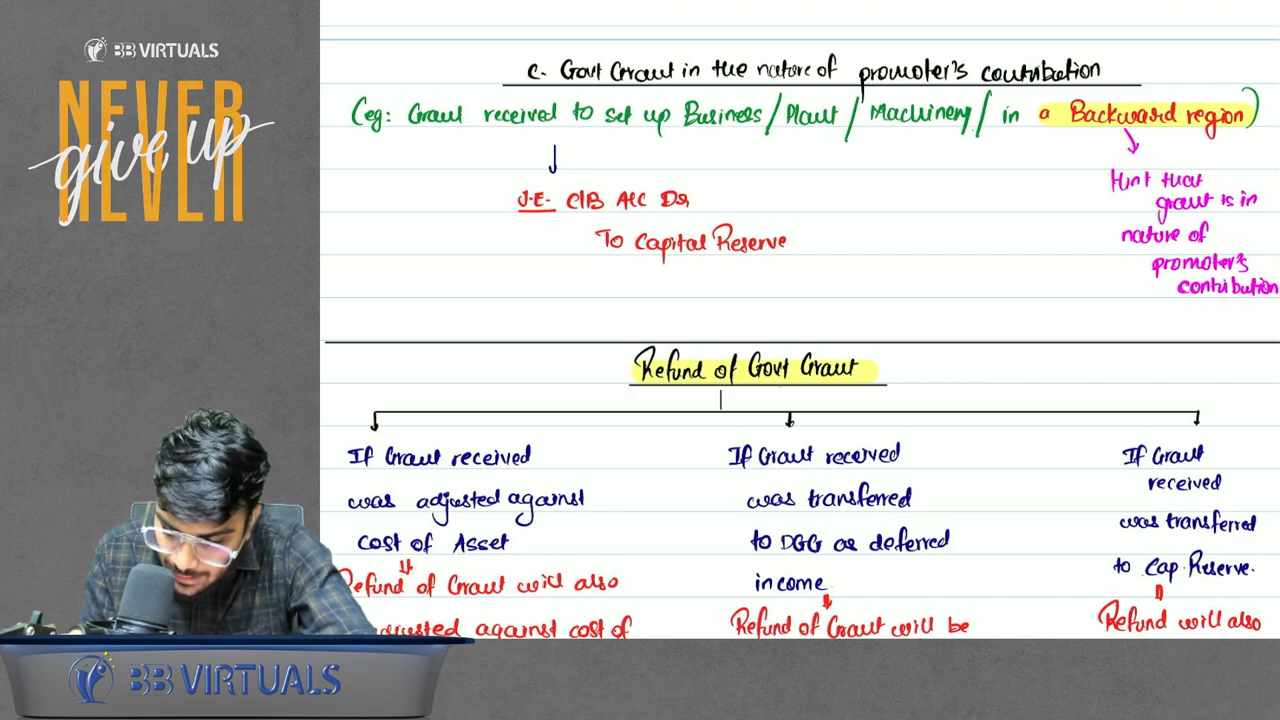 BB VIRTUALS
NEVER
give up
NEVER
c. Govt Grant in the nature of promoter's contribution
(eg: Grant received to set up Business / Plant / Machinery / in a Backward region)
Hint that
grant is in
nature of
promoter's
contribution
J.E. C/B A/c Dr
To Capital Reserve
Refund of Govt Grant
If Grant received
was adjusted against
cost of Asset
Refund of Grant will also
adjusted against cost of
If Grant received
was transferred
to DGG as deferred
income
Refund of Grant will be
If Grant
received
was transferred
to Cap. Reserve.
Refund will also
BB VIRTUALS